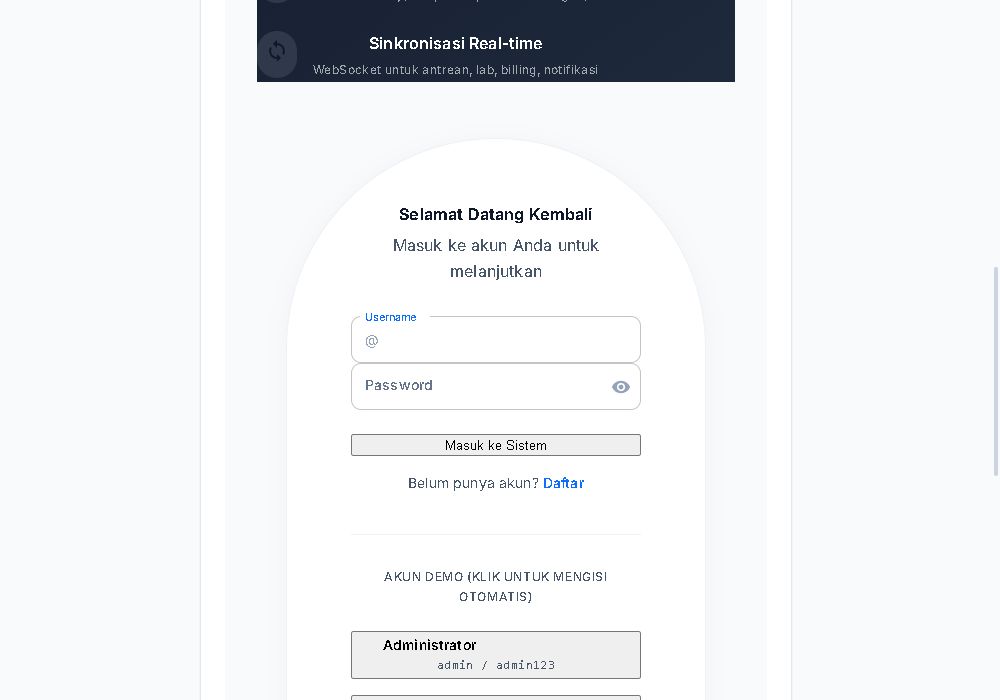 Sinkronisasi Real-time
WebSocket untuk antrean, lab, billing, notifikasi
Selamat Datang Kembali
Masuk ke akun Anda untuk
melanjutkan
Username
@
Password
Masuk ke Sistem
Belum punya akun? Daftar
AKUN DEMO (KLIK UNTUK MENGISI
OTOMATIS)
Administrator
admin / admin123